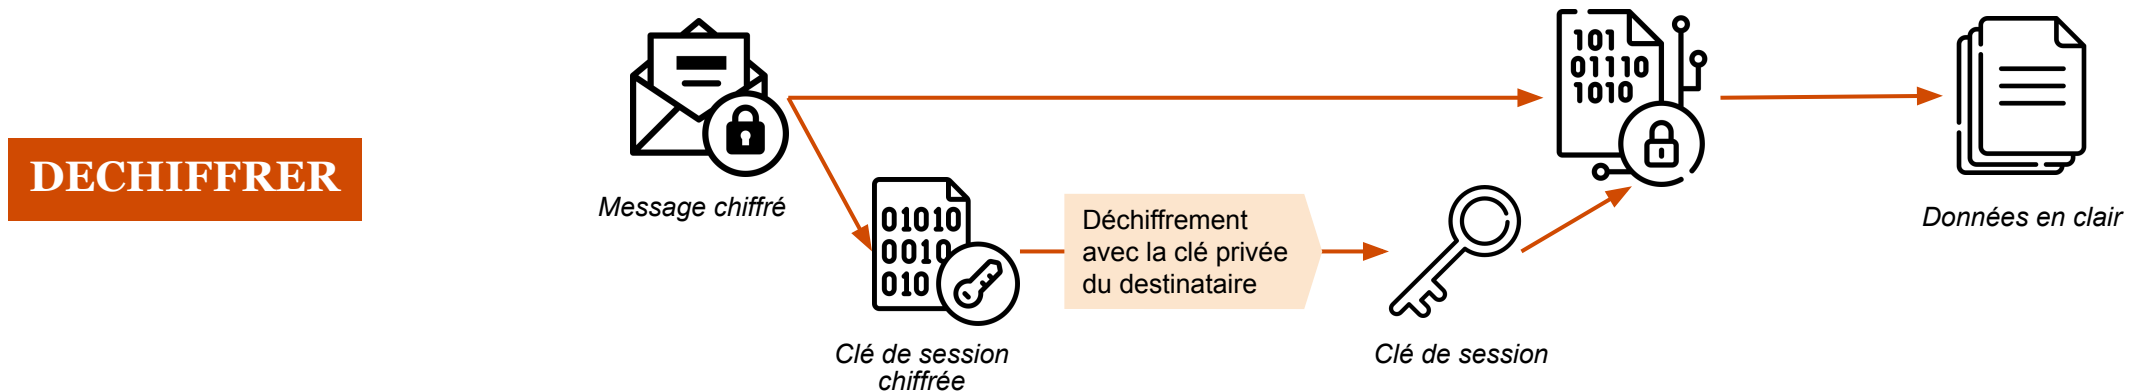 DECHIFFRER
Message chiffré
01010
0010
010
Clé de session
chiffrée
Déchiffrement
avec la clé privée
du destinataire
Clé de session
101
01110
1010
Données en clair